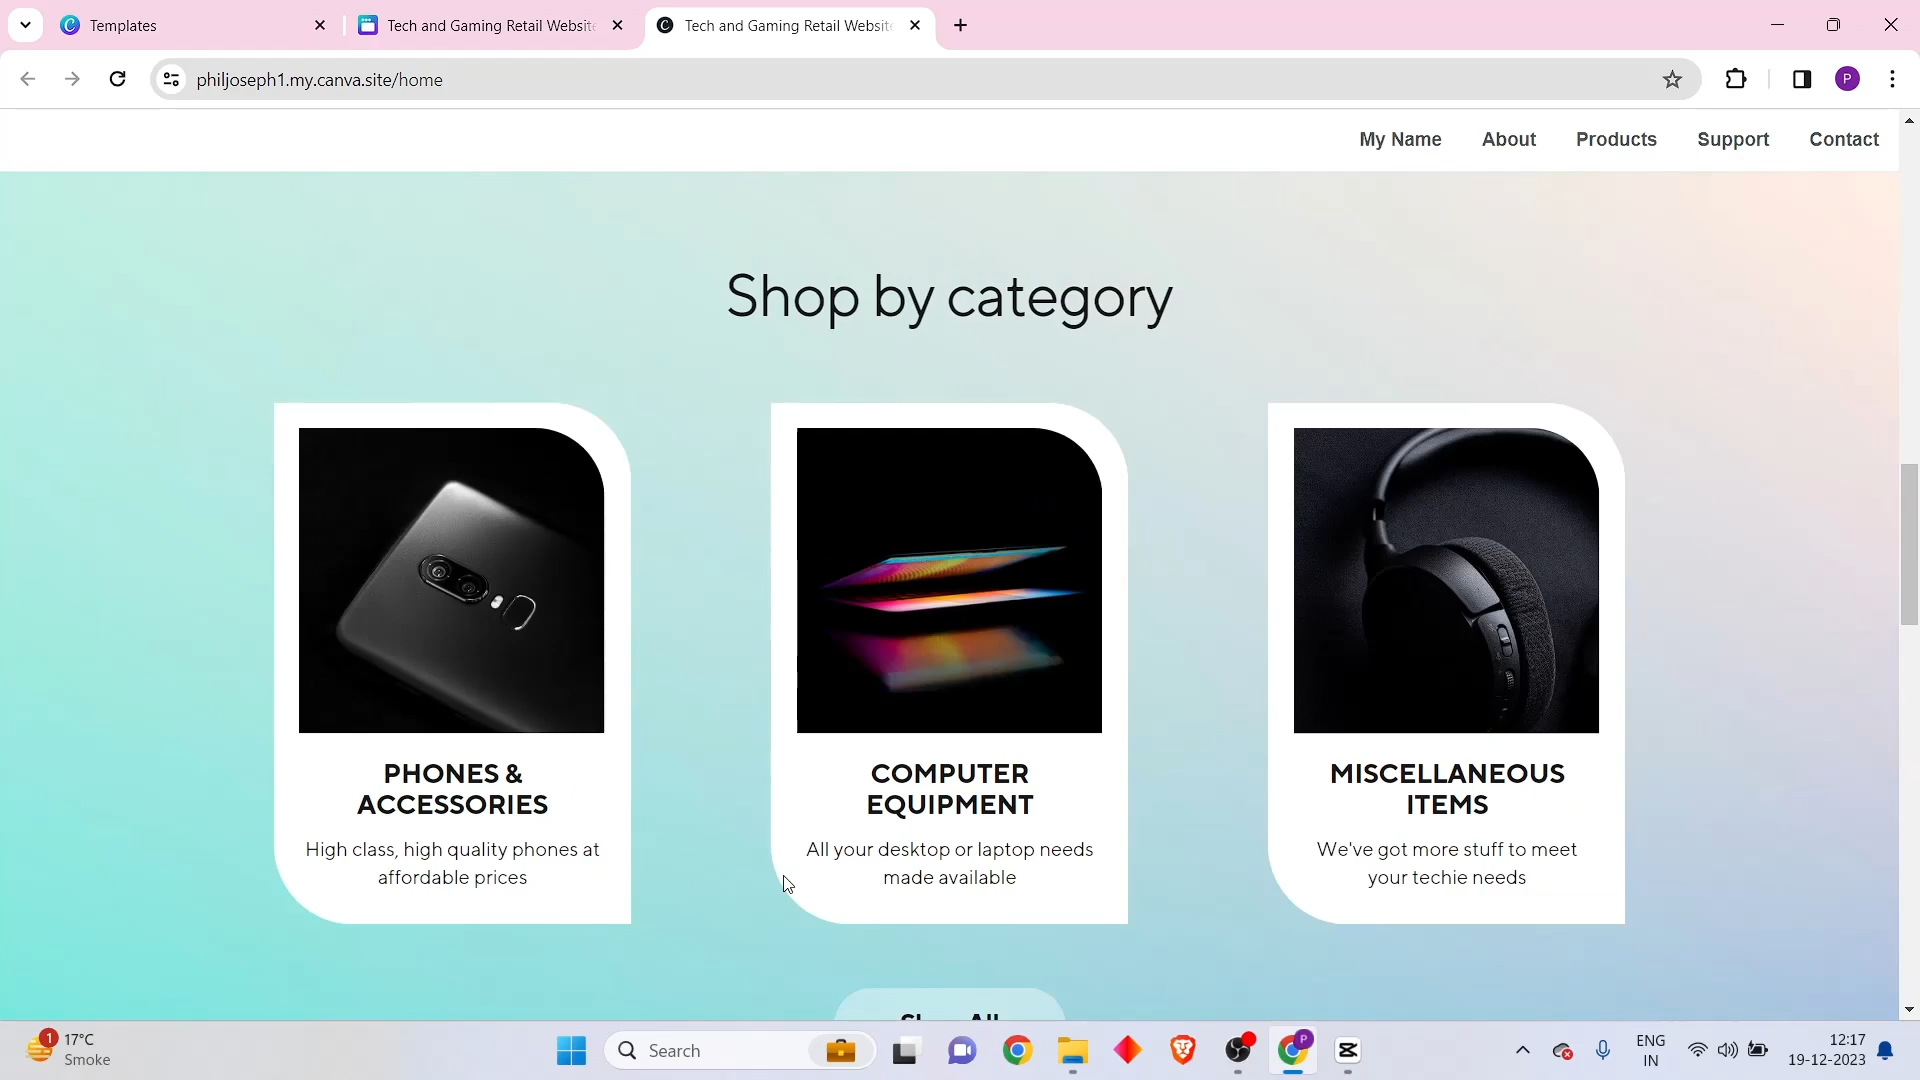 Templates
Tech and Gaming Retail Website
Tech and Gaming Retail Website
philjoseph1.my.canva.site/home
P
My Name
About
Products
Support
Contact
Shop by category
PHONES &
ACCESSORIES
High class, high quality phones at
affordable prices
COMPUTER
EQUIPMENT
All your desktop or laptop needs
made available
MISCELLANEOUS
ITEMS
We've got more stuff to meet
your techie needs
Shop All
1
17°C
Smoke
Search
P
ENG
IN
12:17
19-12-2023